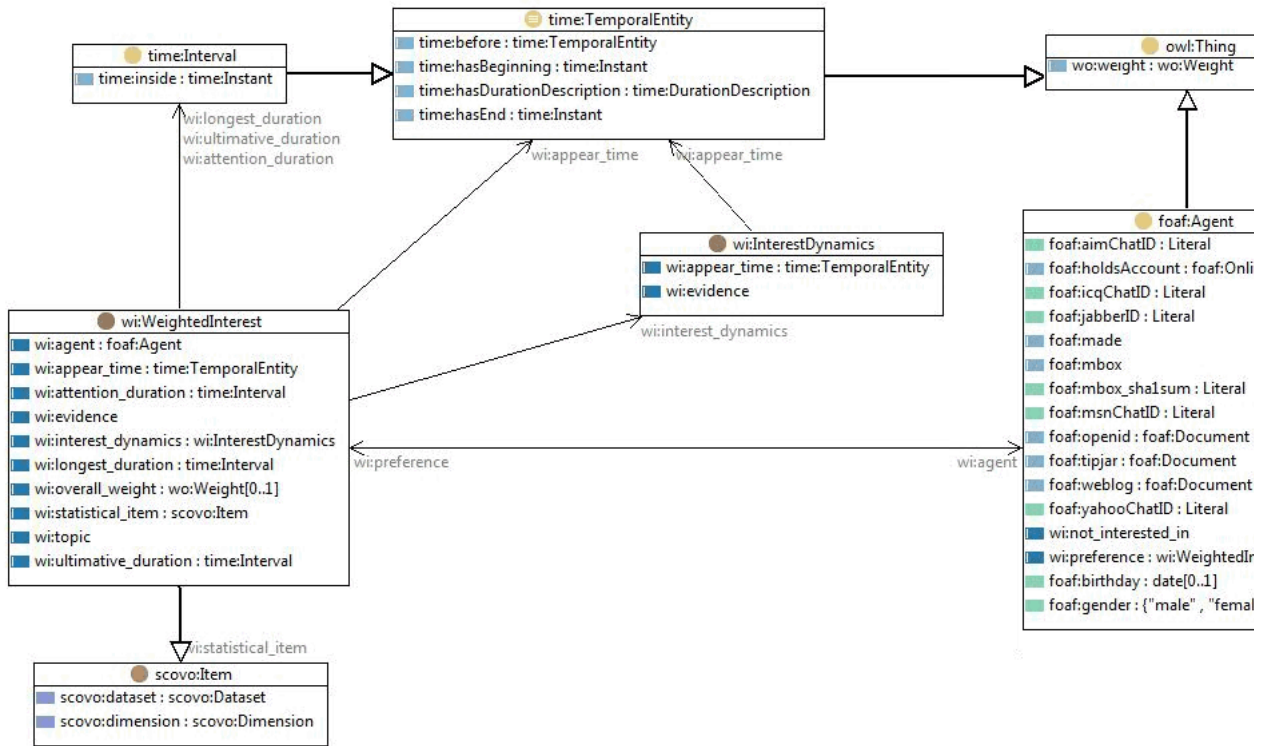 time:TemporalEntity
time:before : time:TemporalEntity
time:hasBeginning : time:Instant
time:hasDurationDescription : time:DurationDescription
time:hasEnd : time:Instant
time:Interval
time:inside : time:Instant
owl:Thing
wo:weight : wo:Weight
wi:longest_duration
wi:ultimative_duration
wi:attention_duration
wi:appear_time
wi:appear_time
wi:InterestDynamics
wi:appear_time : time:TemporalEntity
wi:evidence
wi:interest_dynamics
wi:WeightedInterest
wi:agent : foaf:Agent
wi:appear_time : time:TemporalEntity
wi:attention_duration : time:Interval
wi:evidence
wi:interest_dynamics : wi:InterestDynamics
wi:longest_duration : time:Interval
wi:overall_weight : wo:Weight[0..1]
wi:statistical_item : scovo:Item
wi:topic
wi:ultimative_duration : time:Interval
wi:preference
wi:agent
foaf:Agent
foaf:aimChatID : Literal
foaf:holdsAccount : foaf:Onli
foaf:icqChatID : Literal
foaf:jabberID : Literal
foaf:made
foaf:mbox
foaf:mbox_sha1sum : Literal
foaf:msnChatID : Literal
foaf:openid : foaf:Document
foaf:tipjar : foaf:Document
foaf:weblog : foaf:Document
foaf:yahooChatID : Literal
wi:not_interested_in
wi:preference : wi:WeightedIn
foaf:birthday : date[0..1]
foaf:gender : {"male" , "femal
wi:statistical_item
scovo:Item
scovo:dataset : scovo:Dataset
scovo:dimension : scovo:Dimension